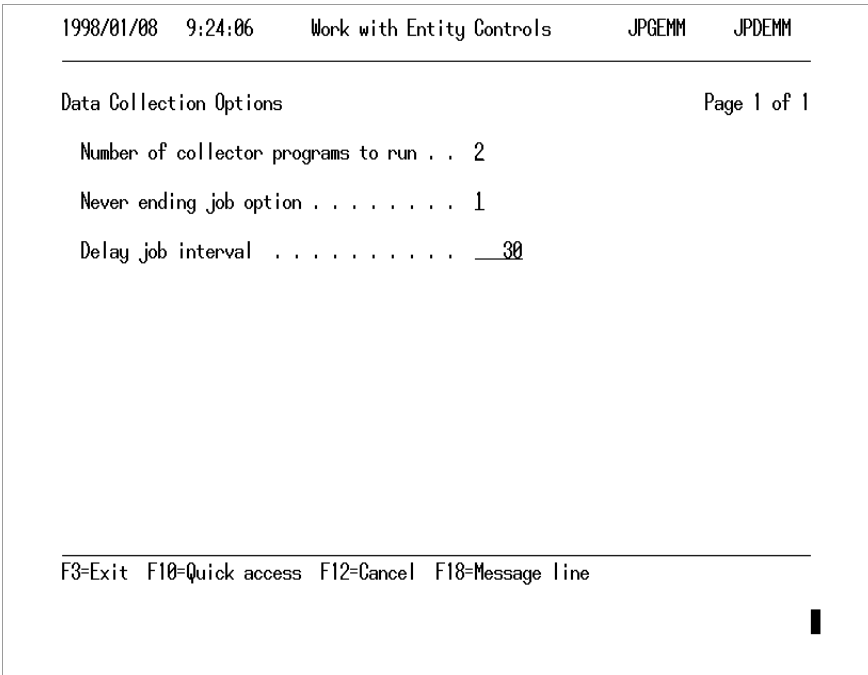 1998/01/08 9:24:06 Work with Entity Controls JPGEMM JPDEMM
Data Collection Options Page 1 of 1
Number of collector programs to run . . 2
Never ending job option . . . . . . . . 1
Delay job interval . . . . . . . . . . 30
F3=Exit F10=Quick access F12=Cancel F18=Message line